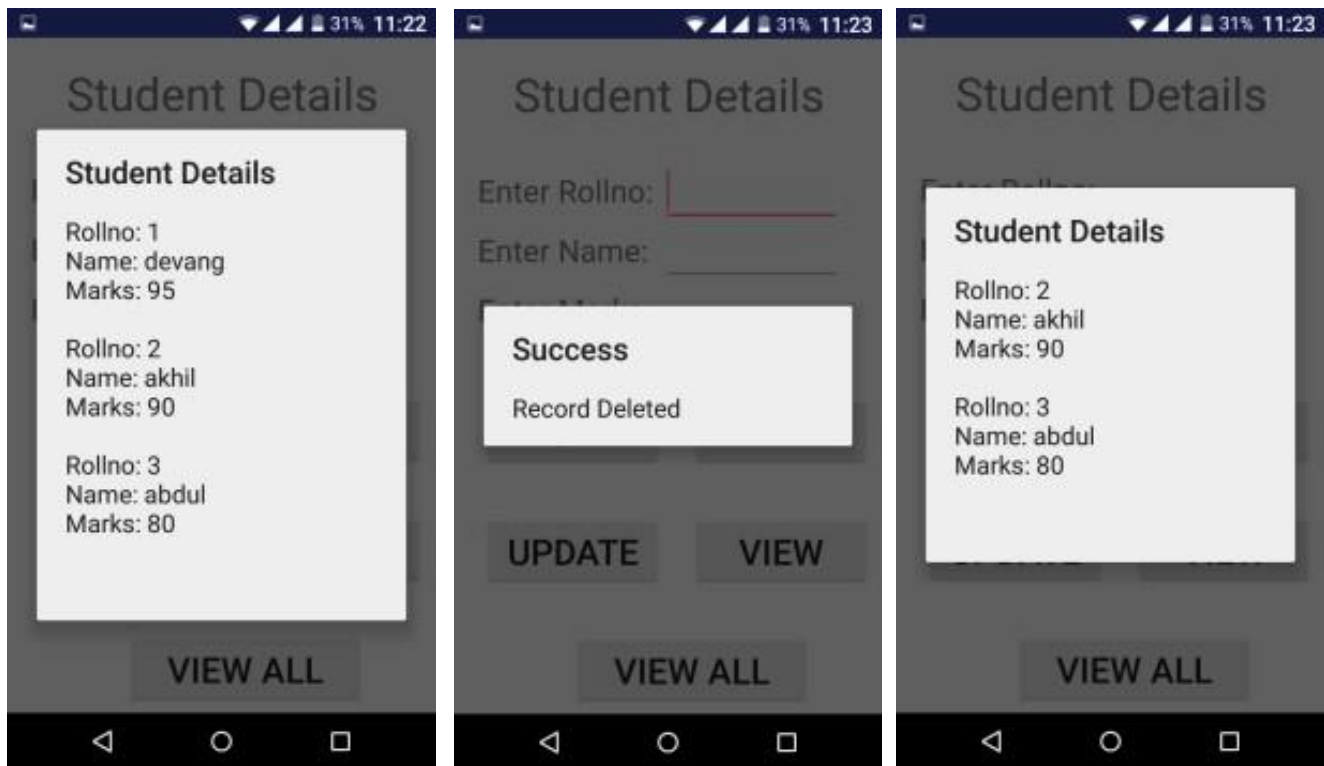 31% 11:22
Student Details
Student Details
Rollno: 1
Name: devang
Marks: 95
Rollno: 2
Name: akhil
Marks: 90
Rollno: 3
Name: abdul
Marks: 80
VIEW ALL
31% 11:23
Student Details
Enter Rollno:
Enter Name:
Success
Record Deleted
UPDATE VIEW
VIEW ALL
31% 11:23
Student Details
Student Details
Rollno: 2
Name: akhil
Marks: 90
Rollno: 3
Name: abdul
Marks: 80
VIEW ALL